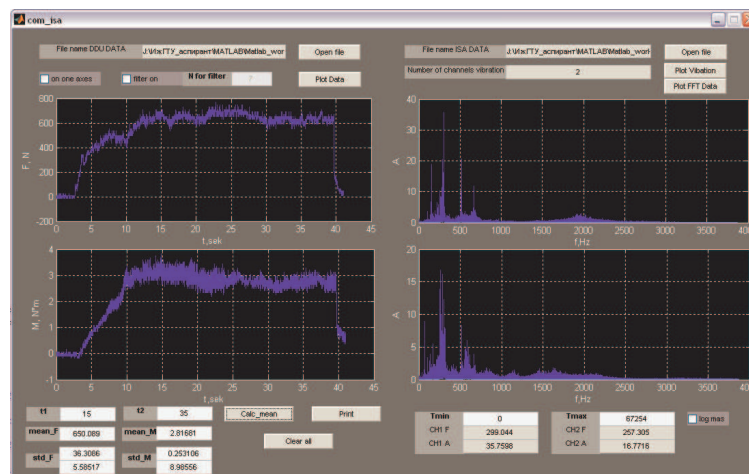 com_isa
File name DDU DATA
J:\ИжГТУ_аспирант\MATLAB\Matlab_wor
Open file
on one axes
filter on
N for filter
7
Plot Data
800
600
400
200
0
-200
F, N
0 5 10 15 20 25 30 35 40 45
t,sek
4
3
2
1
0
-1
M, N*m
0 5 10 15 20 25 30 35 40 45
t,sek
t1 15 t2 35
Calc_mean
Print
mean_F 650.089 mean_M 2.81681
Clear all
std_F 36.3086 std_M 0.253106
5.58517 8.98556
File name ISA DATA
J:\ИжГТУ_аспирант\MATLAB\Matlab_worl
Open file
Number of channels vibration 2
Plot Vibation
Plot FFT Data
40
30
20
10
0
A
0 500 1000 1500 2000 2500 3000 3500 4000
f,Hz
20
15
10
5
0
A
0 500 1000 1500 2000 2500 3000 3500 4000
f,Hz
Tmin 0 Tmax 67254
log mas
CH1 F 299.044 CH2 F 257.305
CH1 A 35.7598 CH2 A 16.7716